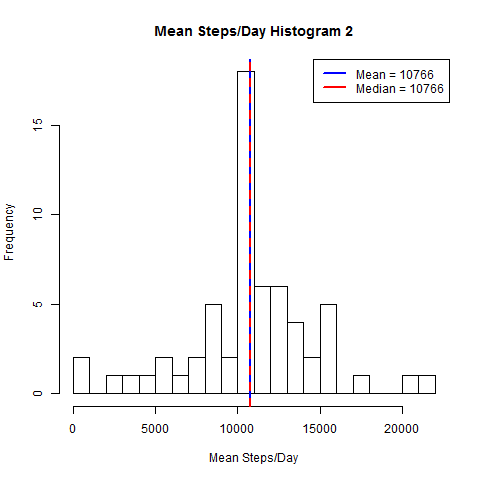 Mean Steps/Day Histogram 2
Mean = 10766
Median = 10766
Frequency
15
10
5
0
0 5000 10000 15000 20000
Mean Steps/Day